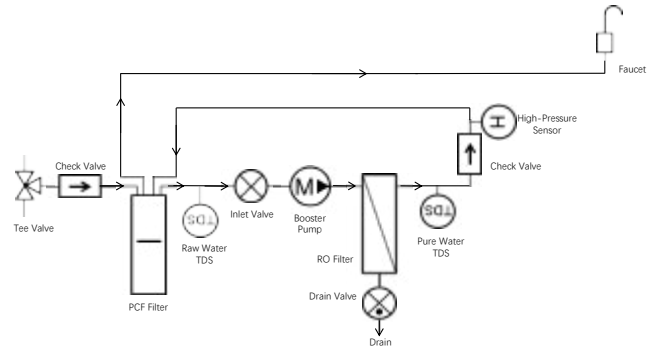 Faucet
High-Pressure
Sensor
Check Valve
Check Valve
H
M
Tee Valve
TDS
Raw Water
TDS
Inlet Valve
Booster
Pump
TDS
Pure Water
TDS
RO Filter
PCF Filter
Drain Valve
Drain